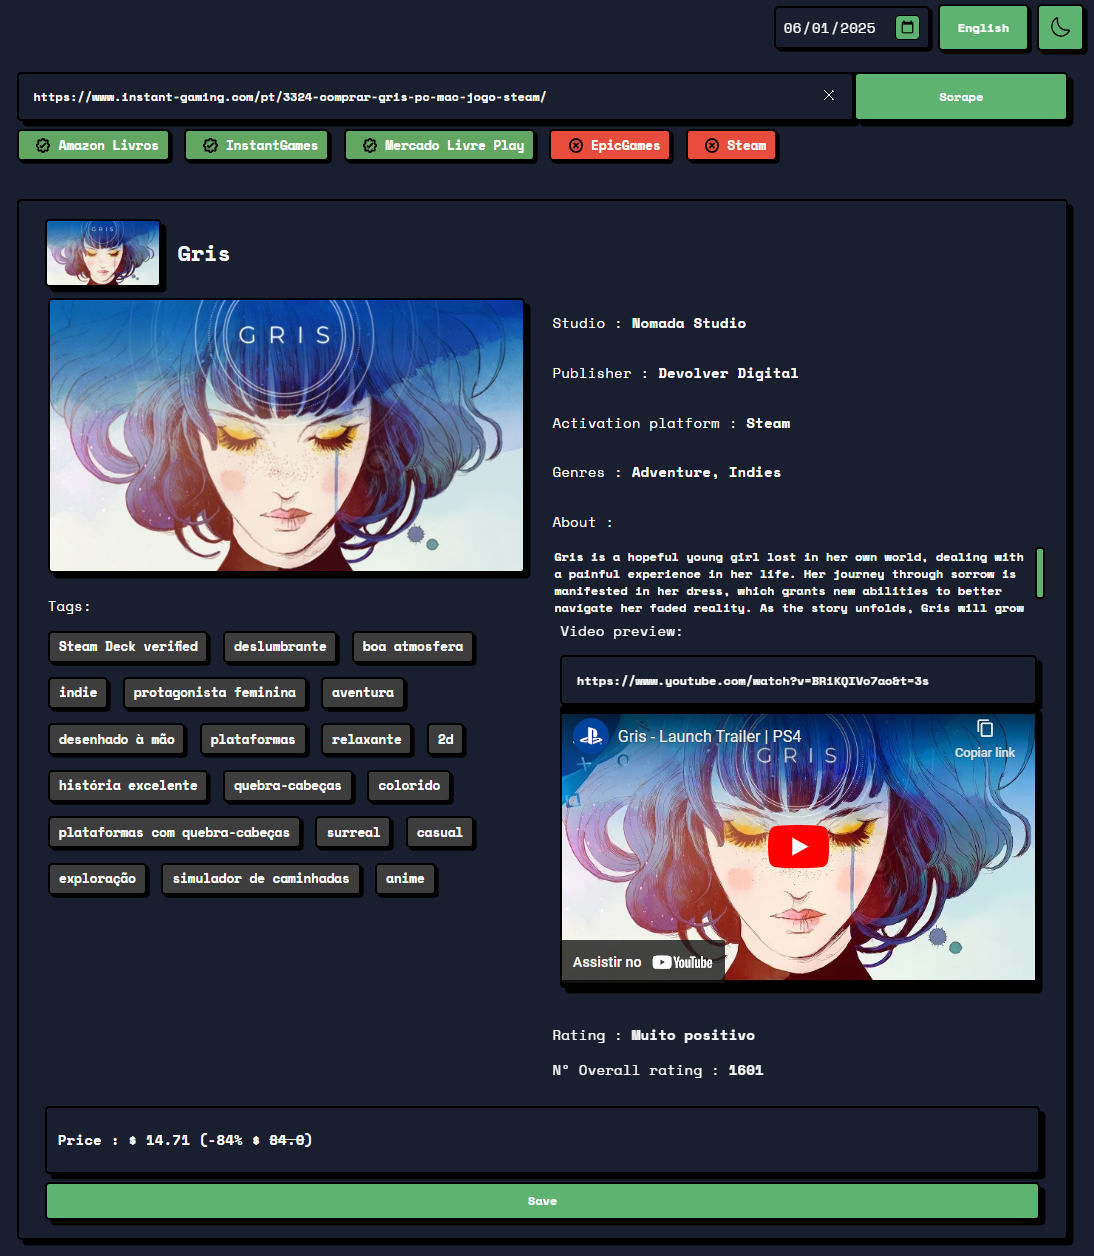 06/01/2025
English
https://www.instant-gaming.com/pt/3324-comprar-gris-pc-mac-jogo-steam/
Scrape
Amazon Livros
InstantGames
Mercado Livre Play
EpicGames
Steam
GRIS
Gris
GRIS
Studio : Nomada Studio
Publisher : Devolver Digital
Activation platform : Steam
Genres : Adventure, Indies
About :
Gris is a hopeful young girl lost in her own world, dealing with
a painful experience in her life. Her journey through sorrow is
manifested in her dress, which grants new abilities to better
navigate her faded reality. As the story unfolds, Gris will grow
Tags:
Steam Deck verified
deslumbrante
boa atmosfera
indie
protagonista feminina
aventura
desenhado à mão
plataformas
relaxante
2d
história excelente
quebra-cabeças
colorido
plataformas com quebra-cabeças
surreal
casual
exploração
simulador de caminhadas
anime
Video preview:
https://www.youtube.com/watch?v=BRiKQIVo7ao&t=3s
Gris - Launch Trailer | PS4
Copiar link
GRIS
Assistir no YouTube
Rating : Muito positivo
N° Overall rating : 1601
Price : $ 14.71 (-84% $ 84.0)
Save